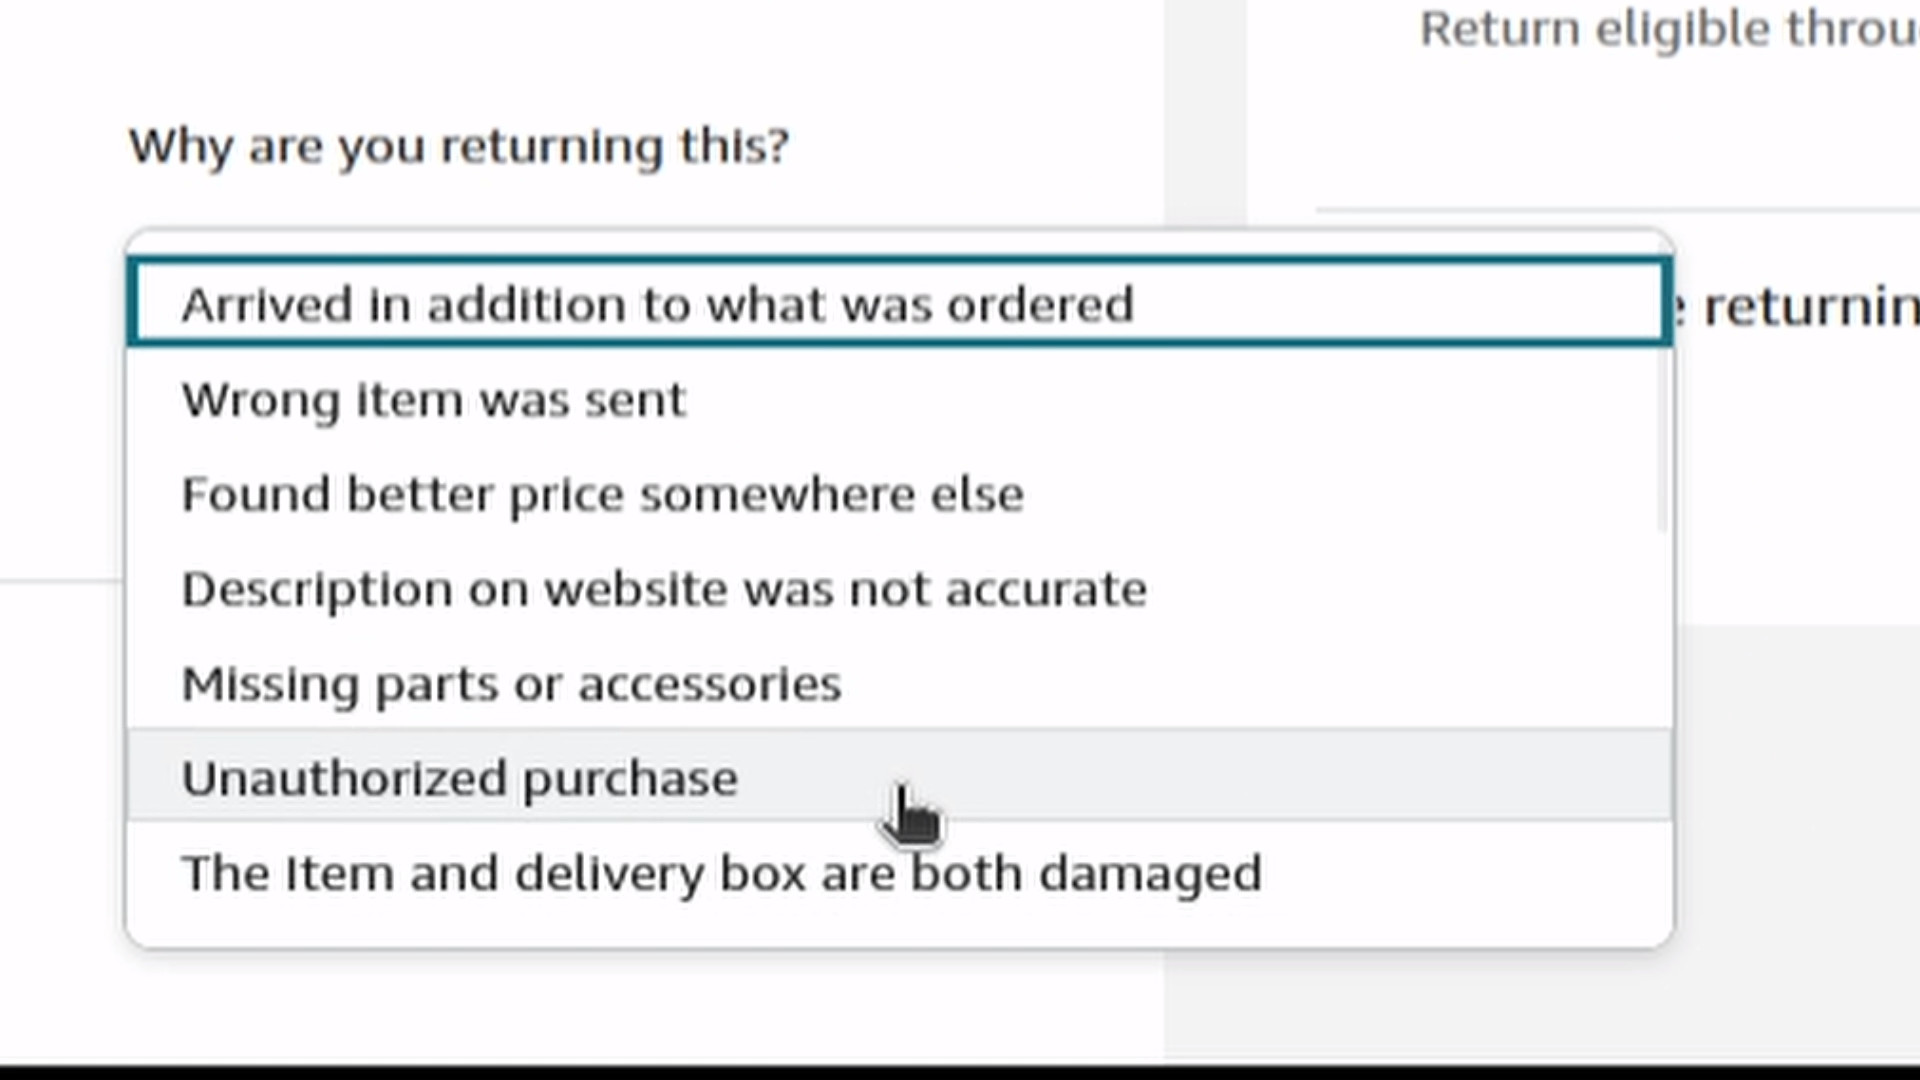 Return eligible
Why are you returning this?
Arrived in addition to what was ordered
Wrong item was sent
Found better price somewhere else
Description on website was not accurate
Missing parts or accessories
Unauthorized purchase
The Item and delivery box are both damaged